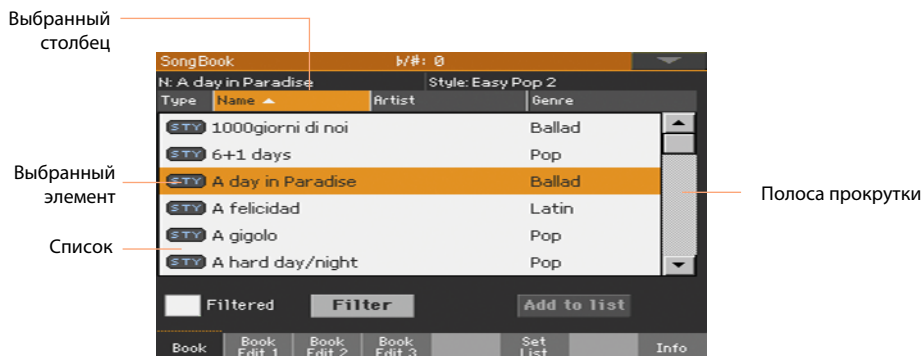 Выбранный
столбец
SongBook ♭/#: 0
N: A day in Paradise Style: Easy Pop 2
Type Name Artist Genre
STY 1000giorni di noi Ballad
STY 6+1 days Pop
Выбранный
элемент
STY A day in Paradise Ballad
Полоса прокрутки
STY A felicidad Latin
Список
STY A gigolo Pop
STY A hard day/night Pop
Filtered Filter Add to list
Book Book Edit 1 Book Edit 2 Book Edit 3 Set List Info